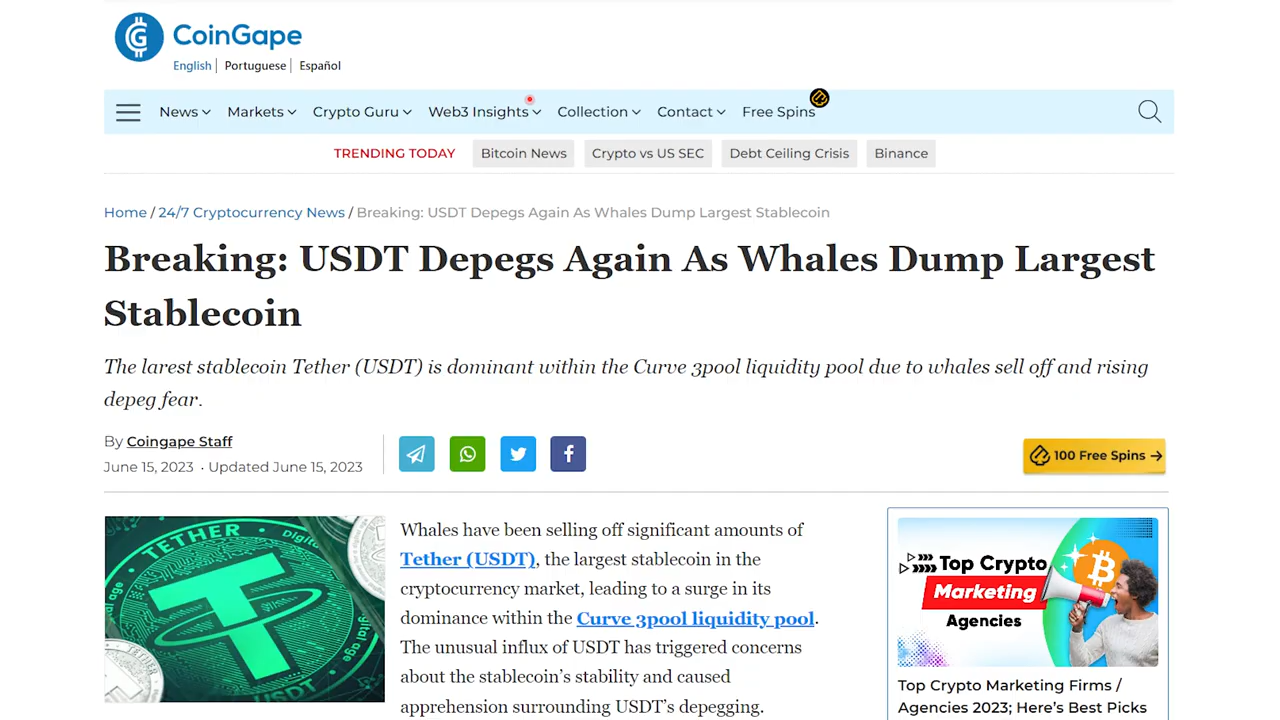 CoinGape
English
Portuguese
Español
News
Markets
Crypto Guru
Web3 Insights
Collection
Contact
Free Spins
TRENDING TODAY
Bitcoin News
Crypto vs US SEC
Debt Ceiling Crisis
Binance
Home / 24/7 Cryptocurrency News / Breaking: USDT Depegs Again As Whales Dump Largest Stablecoin
Breaking: USDT Depegs Again As Whales Dump Largest
Stablecoin
The larest stablecoin Tether (USDT) is dominant within the Curve 3pool liquidity pool due to whales sell off and rising
depeg fear.
By Coingape Staff
June 15, 2023 · Updated June 15, 2023
100 Free Spins →
TETHER
USDT
Whales have been selling off significant amounts of
Tether (USDT), the largest stablecoin in the
cryptocurrency market, leading to a surge in its
dominance within the Curve 3pool liquidity pool.
The unusual influx of USDT has triggered concerns
about the stablecoin's stability and caused
apprehension surrounding USDT's depegging.
Top Crypto
Marketing
Agencies
Top Crypto Marketing Firms /
Agencies 2023; Here's Best Picks